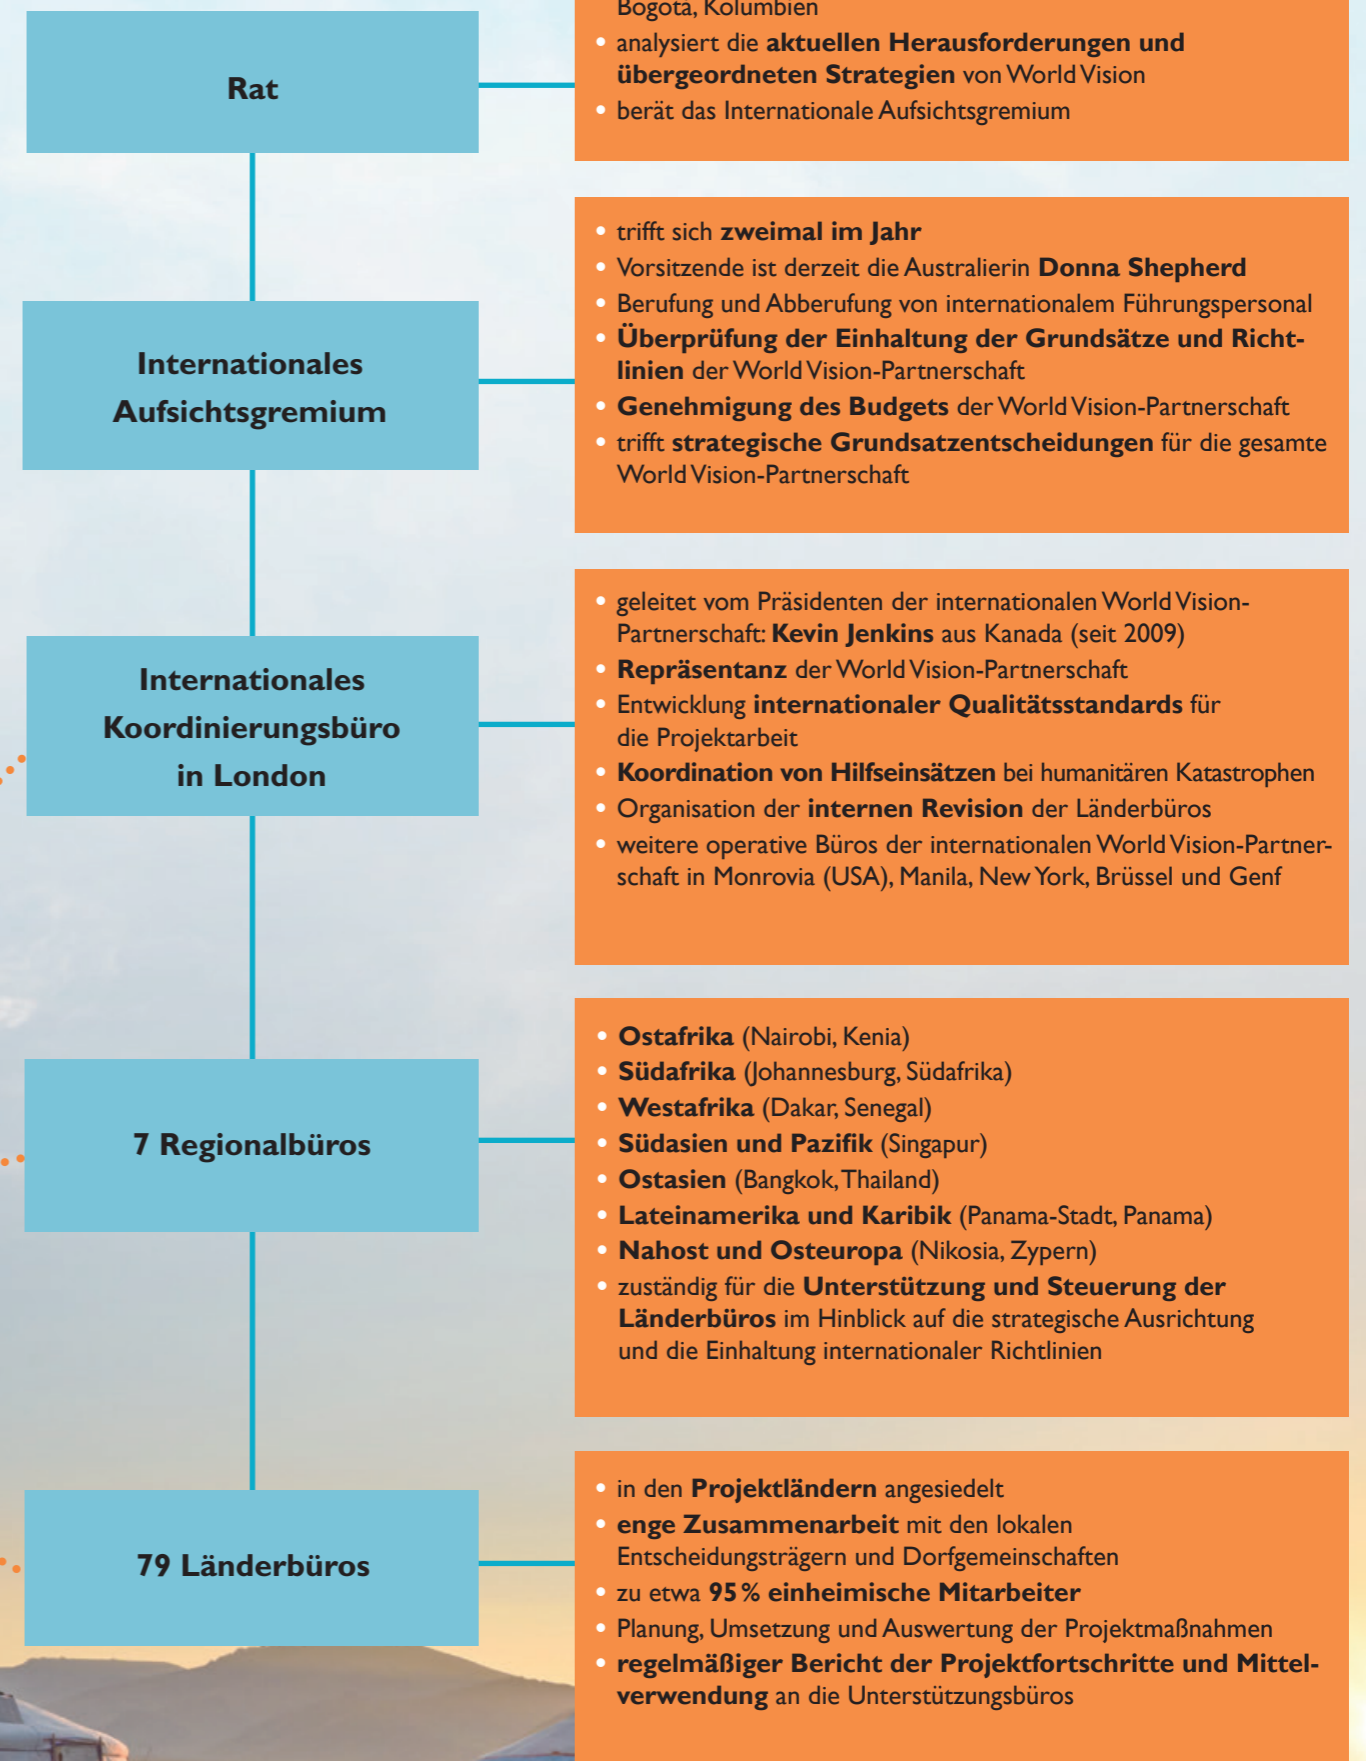 Bogotá, Kolumbien
• analysiert die aktuellen Herausforderungen und
übergeordneten Strategien von World Vision
• berät das Internationale Aufsichtsgremium
Rat
• trifft sich zweimal im Jahr
• Vorsitzende ist derzeit die Australierin Donna Shepherd
• Berufung und Abberufung von internationalem Führungspersonal
• Überprüfung der Einhaltung der Grundsätze und Richt-
linien der World Vision-Partnerschaft
• Genehmigung des Budgets der World Vision-Partnerschaft
• trifft strategische Grundsatzentscheidungen für die gesamte
World Vision-Partnerschaft
Internationales
Aufsichtsgremium
• geleitet vom Präsidenten der internationalen World Vision-
Partnerschaft: Kevin Jenkins aus Kanada (seit 2009)
• Repräsentanz der World Vision-Partnerschaft
• Entwicklung internationaler Qualitätsstandards für
die Projektarbeit
• Koordination von Hilfseinsätzen bei humanitären Katastrophen
• Organisation der internen Revision der Länderbüros
• weitere operative Büros der internationalen World Vision-Partner-
schaft in Monrovia (USA), Manila, New York, Brüssel und Genf
Internationales
Koordinierungsbüro
in London
• Ostafrika (Nairobi, Kenia)
• Südafrika (Johannesburg, Südafrika)
• Westafrika (Dakar, Senegal)
• Südasien und Pazifik (Singapur)
• Ostasien (Bangkok, Thailand)
• Lateinamerika und Karibik (Panama-Stadt, Panama)
• Nahost und Osteuropa (Nikosia, Zypern)
• zuständig für die Unterstützung und Steuerung der
Länderbüros im Hinblick auf die strategische Ausrichtung
und die Einhaltung internationaler Richtlinien
7 Regionalbüros
• in den Projektländern angesiedelt
• enge Zusammenarbeit mit den lokalen
Entscheidungsträgern und Dorfgemeinschaften
• zu etwa 95 % einheimische Mitarbeiter
• Planung, Umsetzung und Auswertung der Projektmaßnahmen
• regelmäßiger Bericht der Projektfortschritte und Mittel-
verwendung an die Unterstützungsbüros
79 Länderbüros